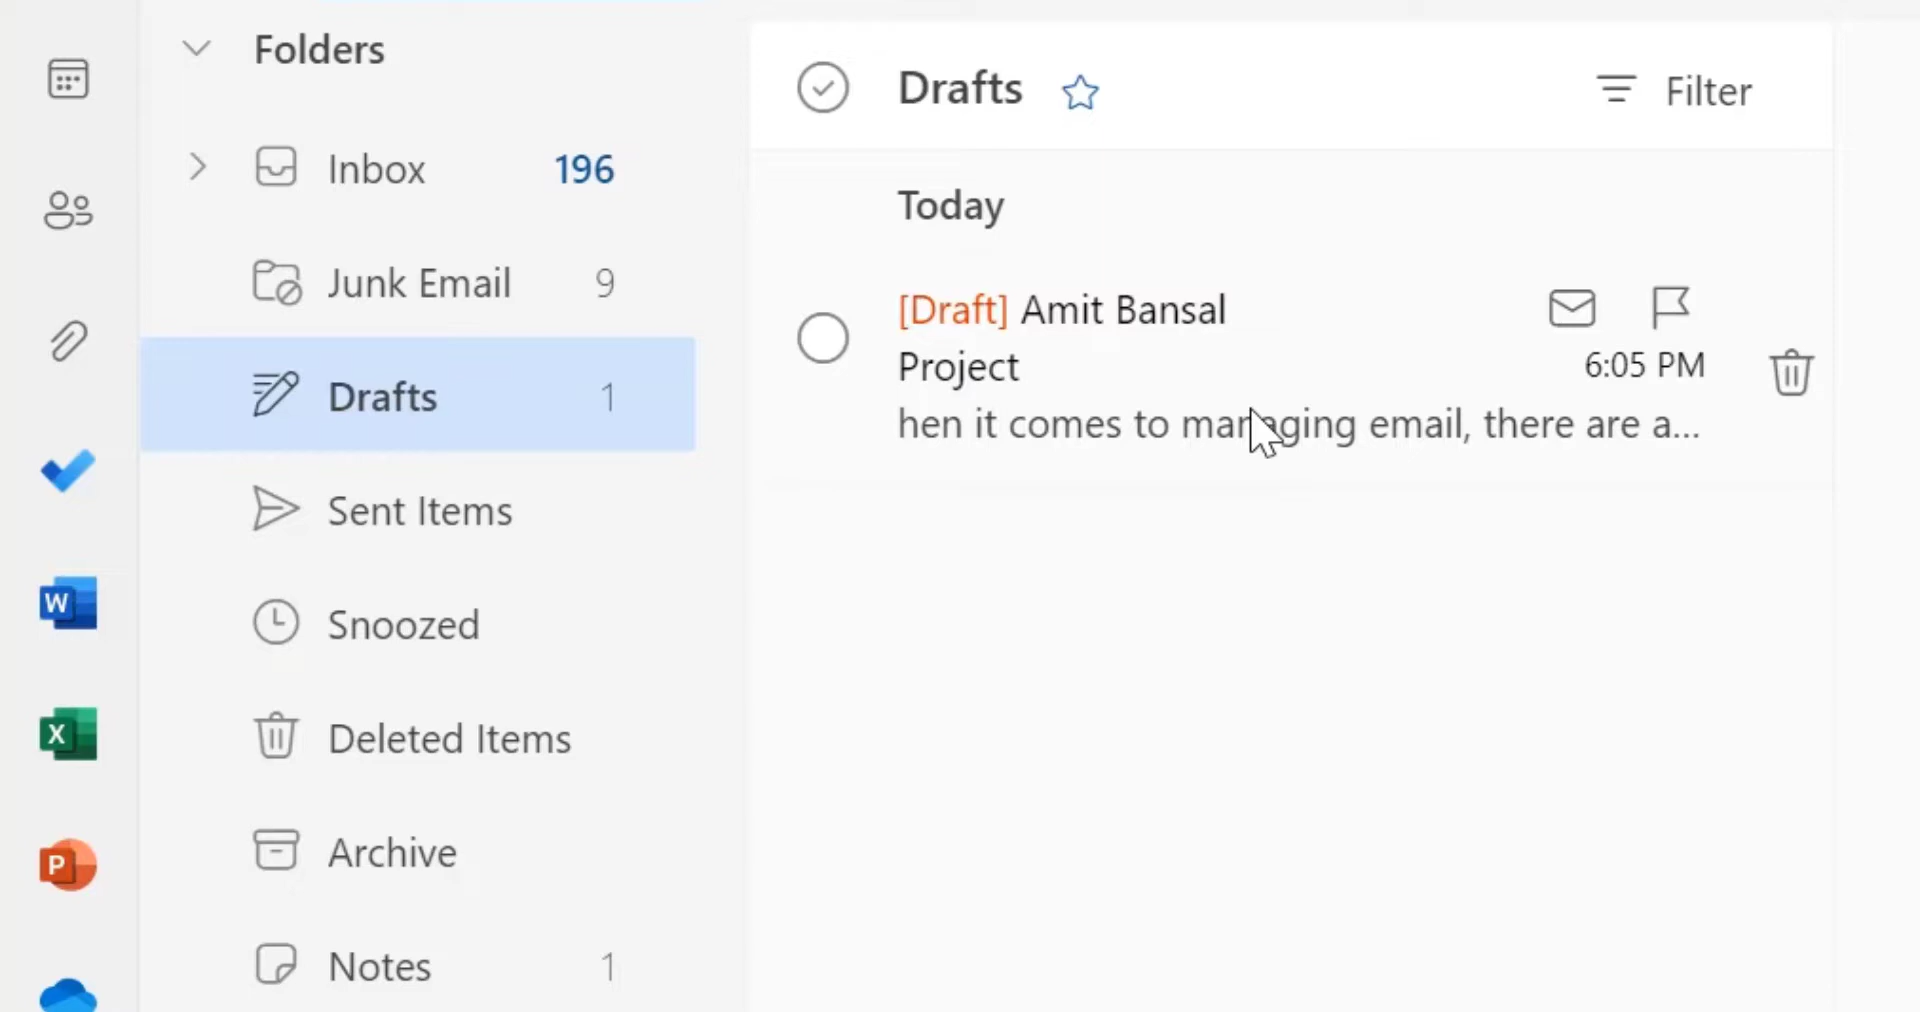 Folders
Inbox 196
Junk Email 9
Drafts 1
Sent Items
Snoozed
Deleted Items
Archive
Notes 1
W
X
P
Drafts
Filter
Today
[Draft] Amit Bansal
Project 6:05 PM
hen it comes to managing email, there are a...